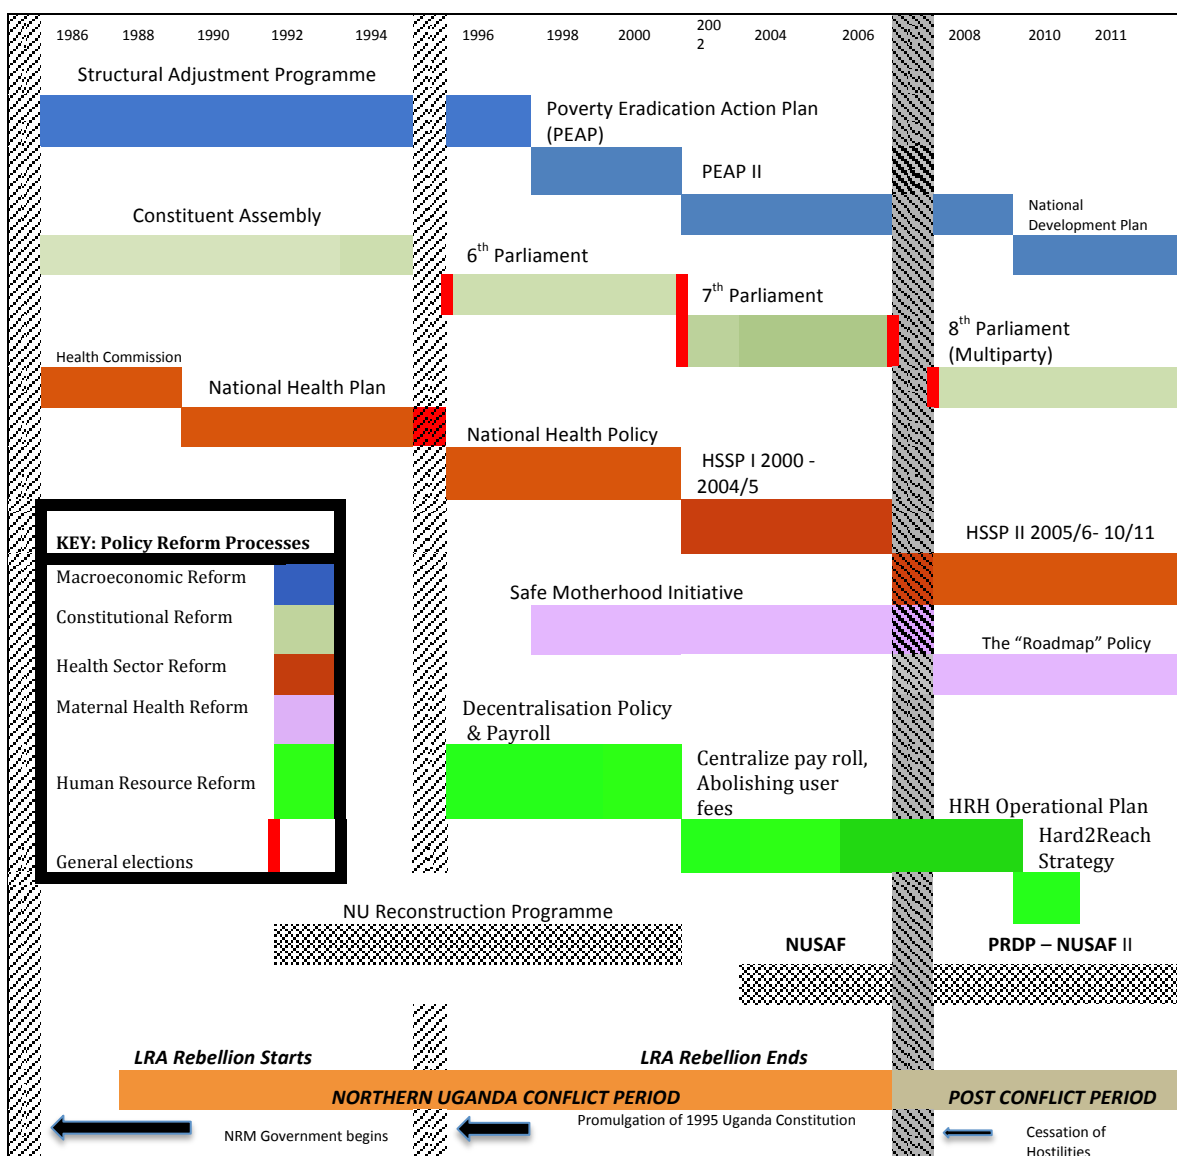 1986 1988 1990 1992 1994 1996 1998 2000 200 2004 2006 2008 2010 2011
2
Structural Adjustment Programme
Poverty Eradication Action Plan
(PEAP)
PEAP II
National
Development Plan
Constituent Assembly
6th Parliament
7th Parliament
8th Parliament
(Multiparty)
Health Commission
National Health Plan
National Health Policy
HSSP I 2000 -
2004/5
HSSP II 2005/6- 10/11
KEY: Policy Reform Processes
Macroeconomic Reform
Constitutional Reform
Health Sector Reform
Maternal Health Reform
Human Resource Reform
General elections
Safe Motherhood Initiative
The “Roadmap” Policy
Decentralisation Policy
& Payroll
Centralize pay roll,
Abolishing user
fees
HRH Operational Plan
Hard2Reach
Strategy
NU Reconstruction Programme
NUSAF
PRDP – NUSAF II
LRA Rebellion Starts
LRA Rebellion Ends
NORTHERN UGANDA CONFLICT PERIOD
POST CONFLICT PERIOD
NRM Government begins
Promulgation of 1995 Uganda Constitution
Cessation of
Hostilities